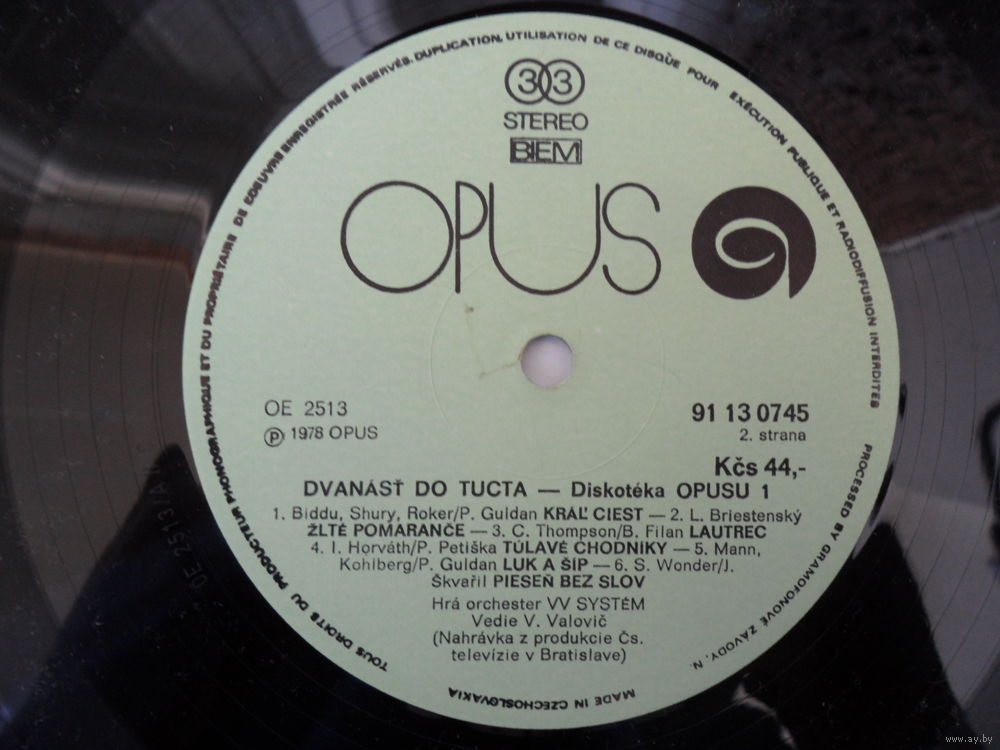 TOUS DROITS DU PRODUCTEUR PHONOGRAPHIQUE ET DU PROPRIÉTAIRE DE L'OEUVRE ENREGISTRÉE RÉSERVÉS. DUPLICATION, UTILISATION DE CE DISQUE POUR EXÉCUTION PUBLIQUE ET RADIODIFFUSION INTERDITES
33
STEREO
BIEM
OPUS
OE 2513
℗ 1978 OPUS
91 13 0745
2. strana
Kčs 44,-
DVANÁSŤ DO TUCTA — Diskotéka OPUSU 1
1. Biddu, Shury, Roker/P. Guldan KRÁĽ CIEST — 2. L. Briestenský
ŽLTÉ POMARANČE — 3. C. Thompson/B. Filan LAUTREC
4. I. Horváth/P. Petiška TÚLAVÉ CHODNÍKY — 5. Mann,
Kohlberg/P. Guldan LUK A ŠÍP — 6. S. Wonder/J.
Škvařil PIESEŇ BEZ SLOV
Hrá orchester VV SYSTÉM
Vedie V. Valovič
(Nahrávka z produkcie Čs.
televízie v Bratislave)
PROCESSED BY GRAMOFONOVÉ ZÁVODY, N.
MADE IN CZECHOSLOVAKIA
OE 2513/A
www.ay.by